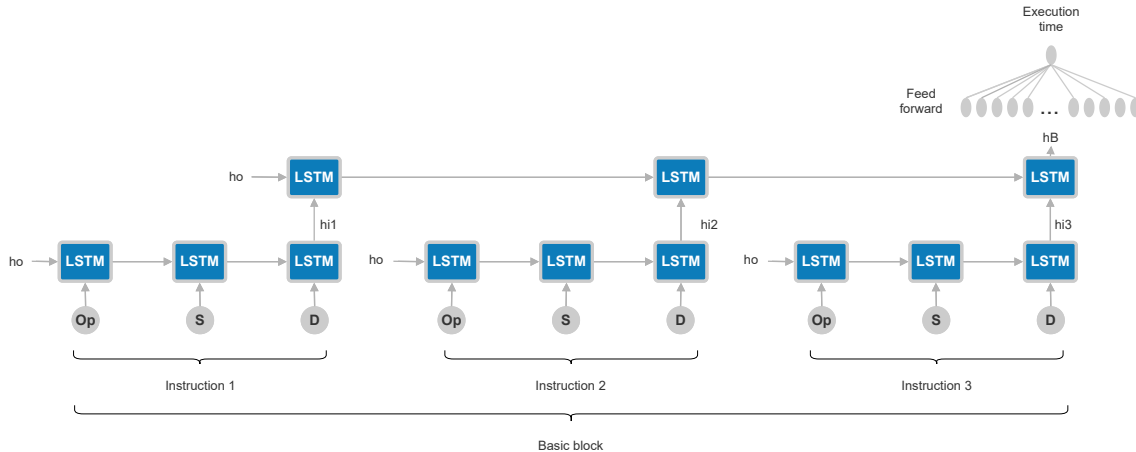 Execution
time
Feed
forward
...
hB
ho
LSTM
LSTM
LSTM
hi1
hi2
hi3
ho
LSTM
LSTM
LSTM
ho
LSTM
LSTM
LSTM
ho
LSTM
LSTM
LSTM
Op
S
D
Op
S
D
Op
S
D
Instruction 1
Instruction 2
Instruction 3
Basic block